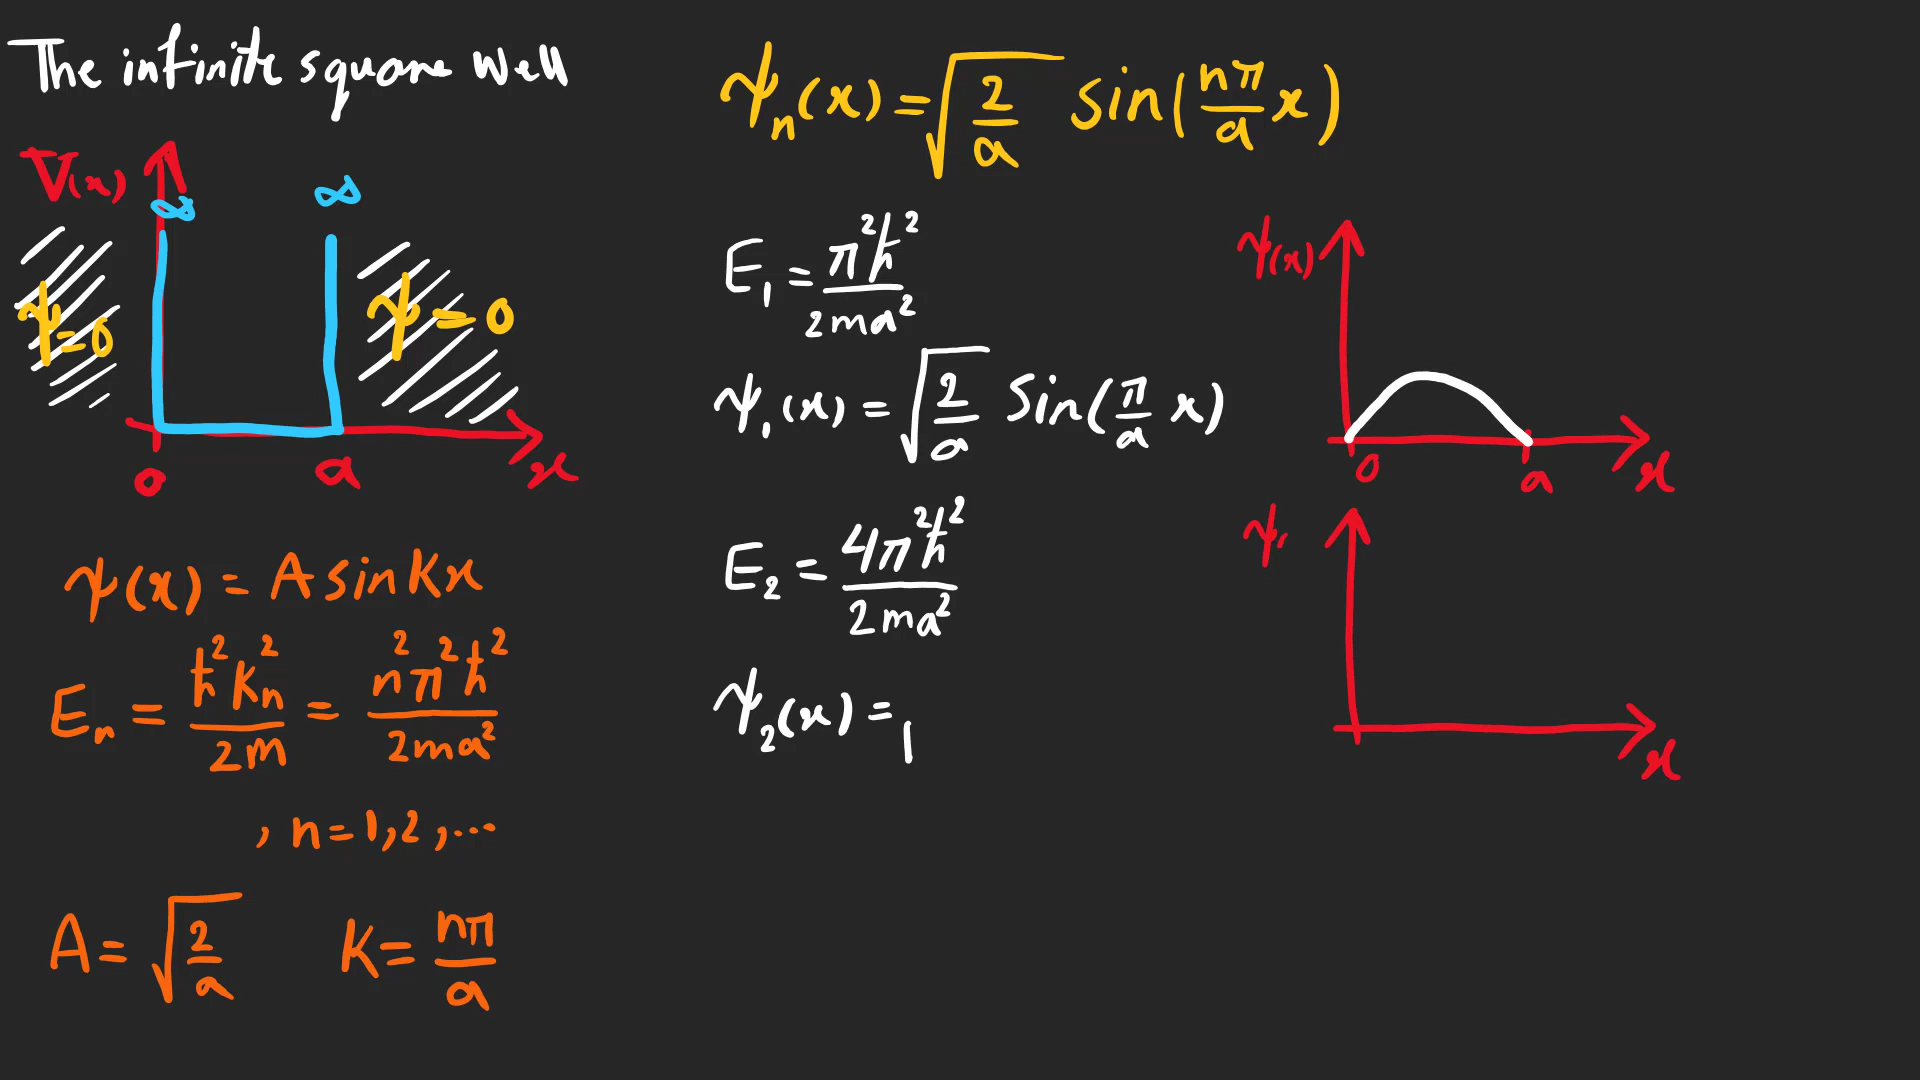 The infinite square well
V(x)
∞ ∞
ψ=0 ψ=0
0 a x
ψ(x) = A sin Kx
Eₙ = ħ²Kₙ²/2m = n²π²ħ²/2ma²
, n=1,2,...
A = √(2/a) K = nπ/a
ψₙ(x) = √(2/a) sin(nπ/a x)
E₁ = π²ħ²/2ma²
ψ₁(x) = √(2/a) Sin(π/a x)
E₂ = 4π²ħ²/2ma²
ψ₂(x) =
ψ(x)
0 a x
ψ
x